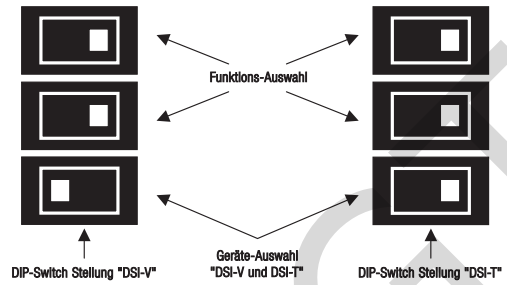 Funktions-Auswahl
Geräte-Auswahl
"DSI-V und DSI-T"
DIP-Switch Stellung "DSI-V"
DIP-Switch Stellung "DSI-T"